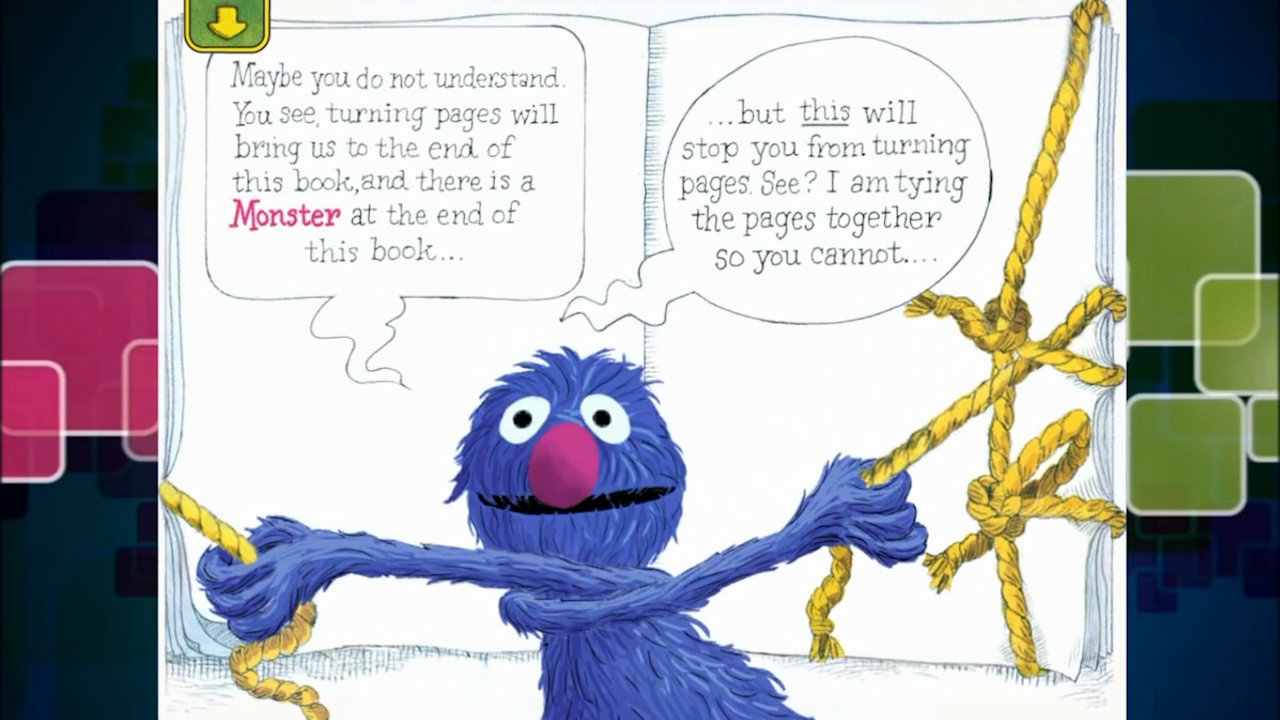 Maybe you do not understand.
You see, turning pages will
bring us to the end of
this book, and there is a
Monster at the end of
this book...
...but this will
stop you from turning
pages. See? I am tying
the pages together
so you cannot....